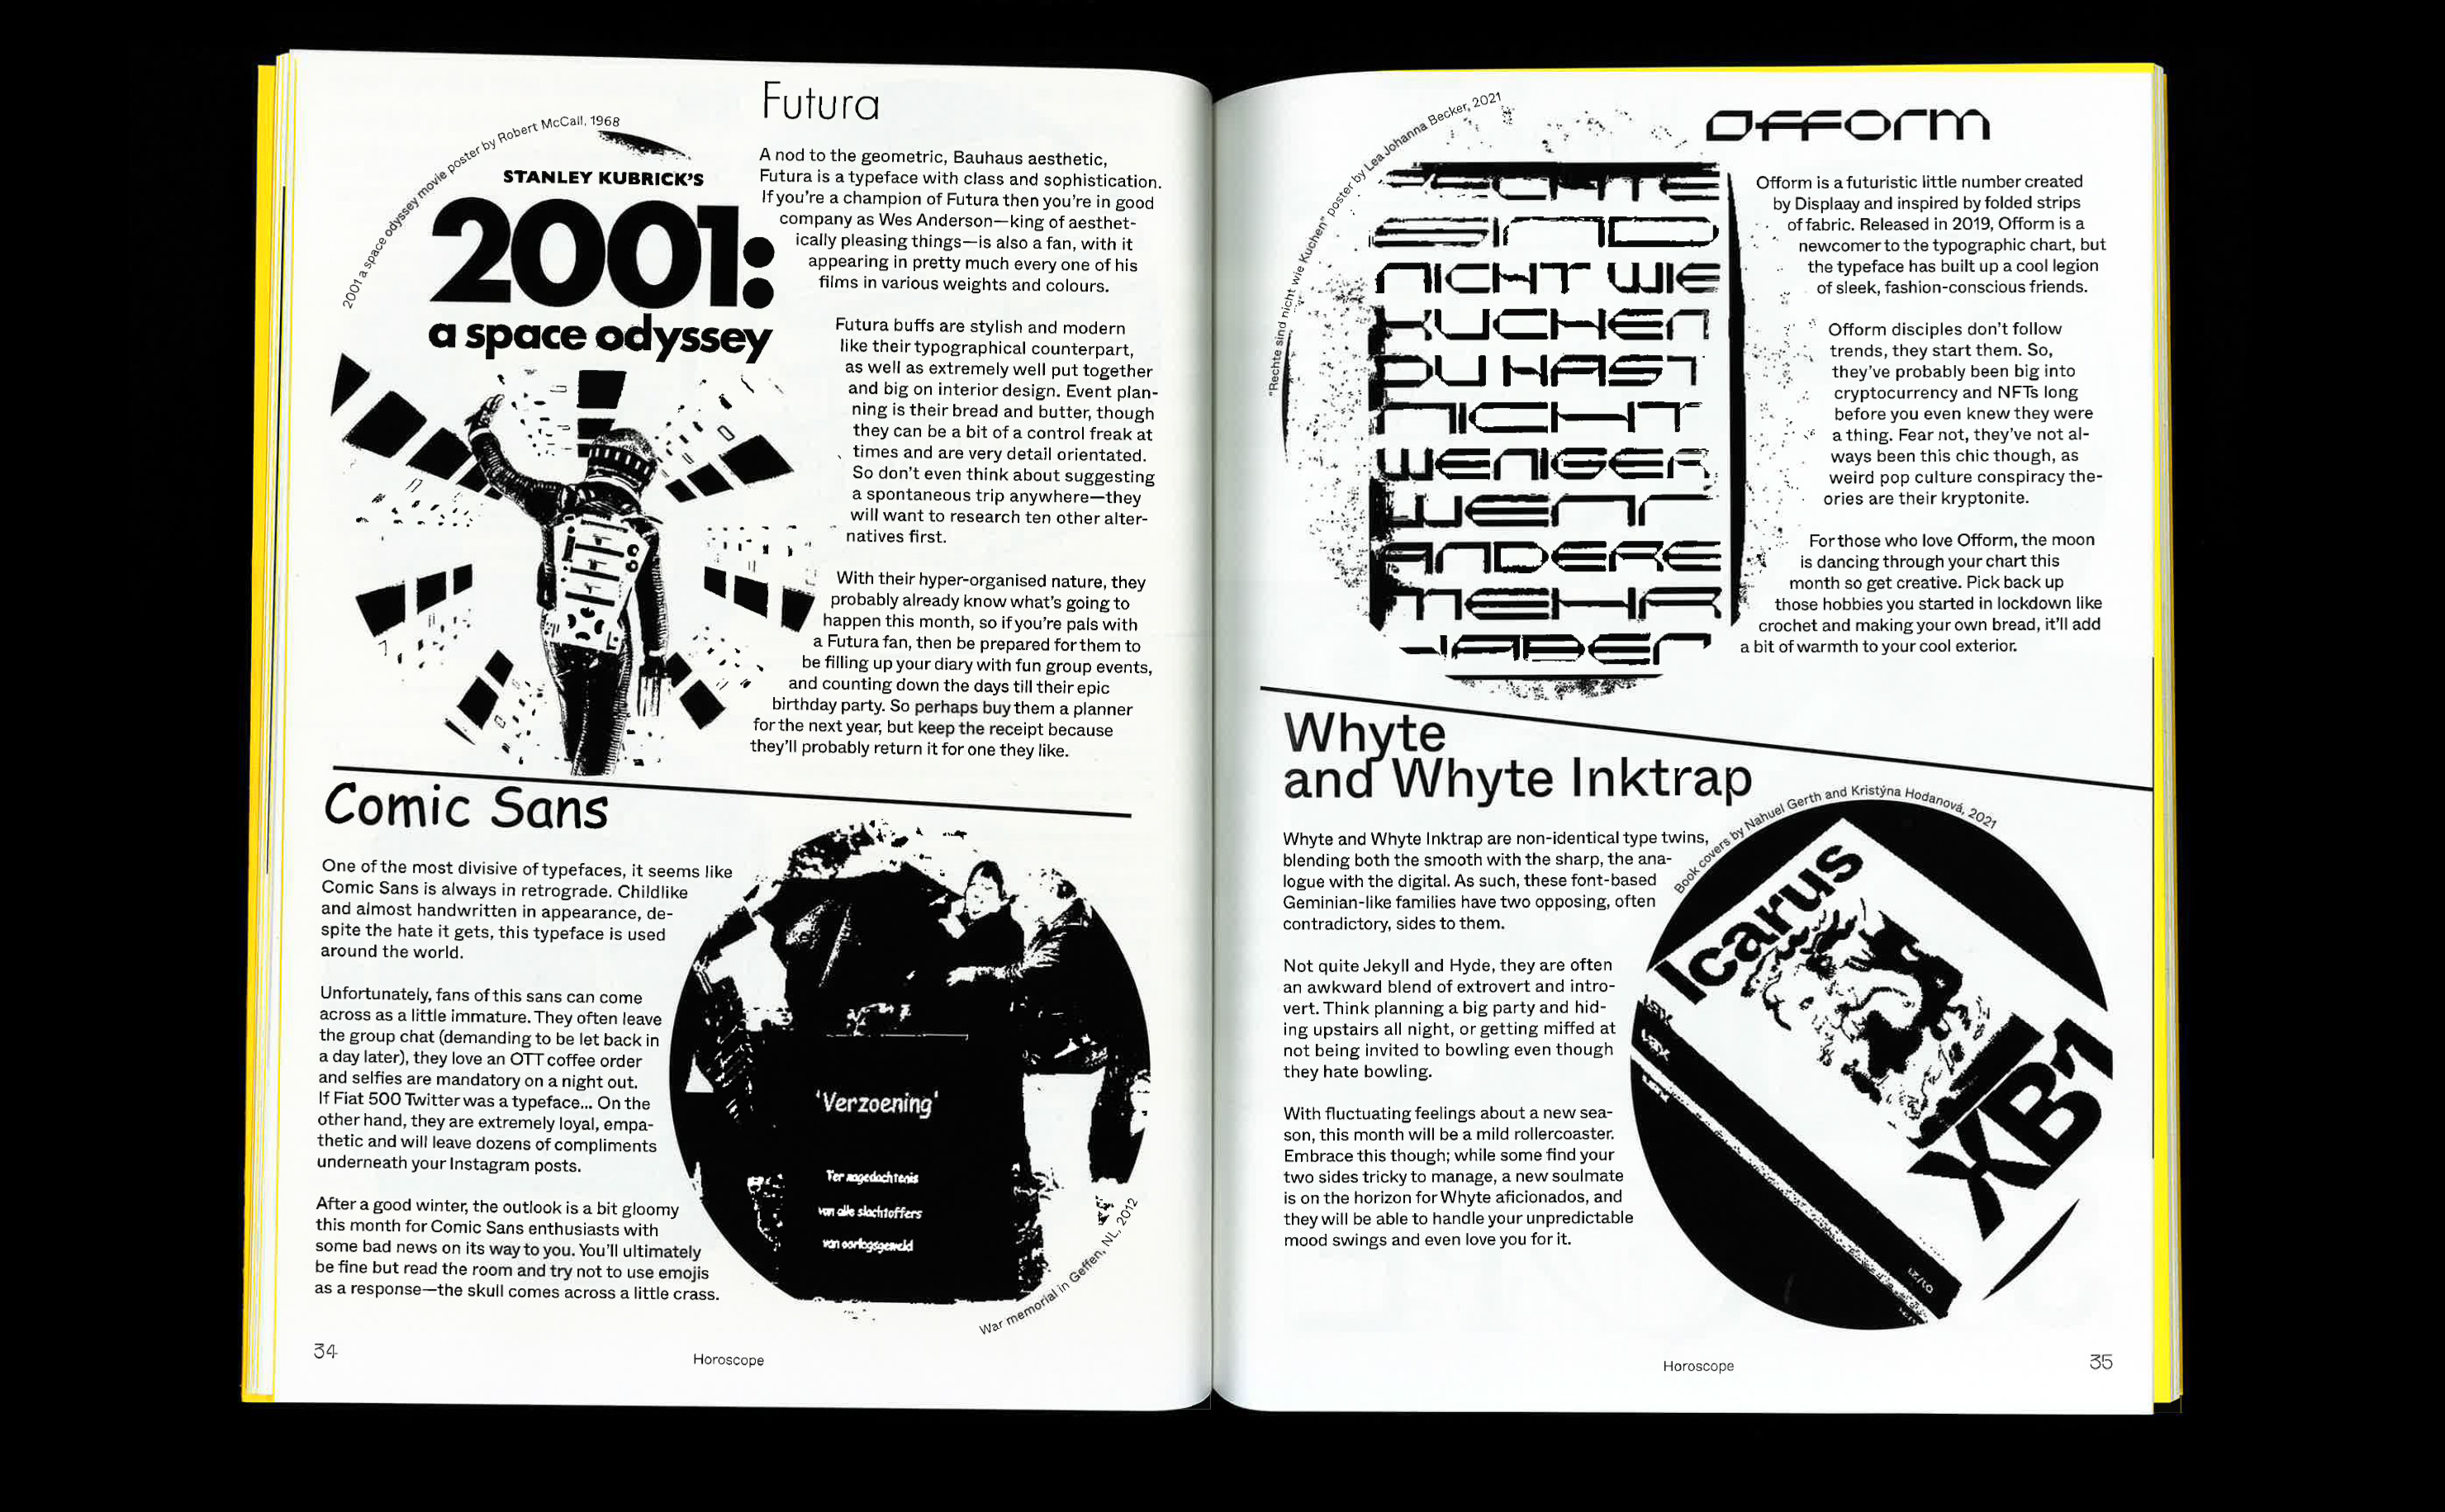 Futura
2001 a space odyssey movie poster by Robert McCall, 1968
STANLEY KUBRICK'S
2001:
a space odyssey
A nod to the geometric, Bauhaus aesthetic,
Futura is a typeface with class and sophistication.
If you're a champion of Futura then you're in good
company as Wes Anderson—king of aesthet-
ically pleasing things—is also a fan, with it
appearing in pretty much every one of his
films in various weights and colours.
Futura buffs are stylish and modern
like their typographical counterpart,
as well as extremely well put together
and big on interior design. Event plan-
ning is their bread and butter, though
they can be a bit of a control freak at
times and are very detail orientated.
So don't even think about suggesting
a spontaneous trip anywhere—they
will want to research ten other alter-
natives first.
With their hyper-organised nature, they
probably already know what's going to
happen this month, so if you're pals with
a Futura fan, then be prepared for them to
be filling up your diary with fun group events,
and counting down the days till their epic
birthday party. So perhaps buy them a planner
for the next year, but keep the receipt because
they'll probably return it for one they like.
Comic Sans
One of the most divisive of typefaces, it seems like
Comic Sans is always in retrograde. Childlike
and almost handwritten in appearance, de-
spite the hate it gets, this typeface is used
around the world.
Unfortunately, fans of this sans can come
across as a little immature. They often leave
the group chat (demanding to be let back in
a day later), they love an OTT coffee order
and selfies are mandatory on a night out.
If Fiat 500 Twitter was a typeface... On the
other hand, they are extremely loyal, empa-
thetic and will leave dozens of compliments
underneath your Instagram posts.
After a good winter, the outlook is a bit gloomy
this month for Comic Sans enthusiasts with
some bad news on its way to you. You'll ultimately
be fine but read the room and try not to use emojis
as a response—the skull comes across a little crass.
'Verzoening'
Ter nagedachtenis
van alle slachtoffers
van oorlogsgeweld
War memorial in Geffen, NL, 2012
34
Horoscope
"Rechte sind nicht wie Kuchen" poster by Lea Johanna Becker, 2021
SIND
NICHT WIE
KUCHEN
DU HAST
NICHT
WENIGER
WENN
ANDERE
MEHR
HABEN
Ofform
Ofform is a futuristic little number created
by Displaay and inspired by folded strips
of fabric. Released in 2019, Ofform is a
newcomer to the typographic chart, but
the typeface has built up a cool legion
of sleek, fashion-conscious friends.
Ofform disciples don't follow
trends, they start them. So,
they've probably been big into
cryptocurrency and NFTs long
before you even knew they were
a thing. Fear not, they've not al-
ways been this chic though, as
weird pop culture conspiracy the-
ories are their kryptonite.
For those who love Ofform, the moon
is dancing through your chart this
month so get creative. Pick back up
those hobbies you started in lockdown like
crochet and making your own bread, it'll add
a bit of warmth to your cool exterior.
Whyte
and Whyte Inktrap
Whyte and Whyte Inktrap are non-identical type twins,
blending both the smooth with the sharp, the ana-
logue with the digital. As such, these font-based
Geminian-like families have two opposing, often
contradictory, sides to them.
Not quite Jekyll and Hyde, they are often
an awkward blend of extrovert and intro-
vert. Think planning a big party and hid-
ing upstairs all night, or getting miffed at
not being invited to bowling even though
they hate bowling.
With fluctuating feelings about a new sea-
son, this month will be a mild rollercoaster.
Embrace this though; while some find your
two sides tricky to manage, a new soulmate
is on the horizon for Whyte aficionados, and
they will be able to handle your unpredictable
mood swings and even love you for it.
Book covers by Nahuel Gerth and Kristýna Hodanová, 2021
Icarus
XB1
Horoscope
35